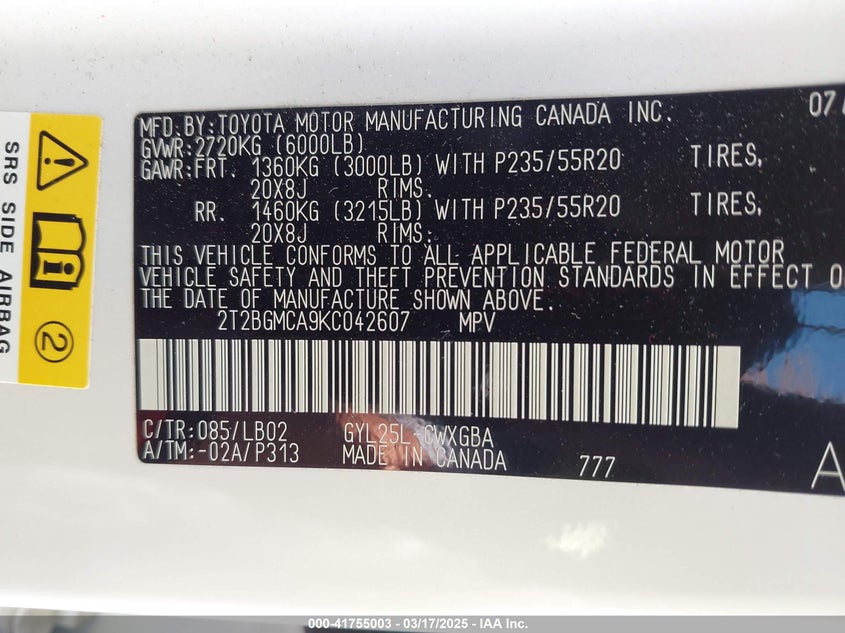 MFD.BY:TOYOTA MOTOR MANUFACTURING CANADA INC. 07/
GVWR:2720KG (6000LB)
GAWR:FRT. 1360KG (3000LB) WITH P235/55R20 TIRES,
20X8J RIMS.
RR. 1460KG (3215LB) WITH P235/55R20 TIRES,
20X8J RIMS.
THIS VEHICLE CONFORMS TO ALL APPLICABLE FEDERAL MOTOR
VEHICLE SAFETY AND THEFT PREVENTION STANDARDS IN EFFECT O
THE DATE OF MANUFACTURE SHOWN ABOVE.
2T2BGMCA9KC042607 MPV
C/TR:085/LB02 GYL25L-CWXGBA
A/TM:-02A/P313 MADE IN CANADA 777
A
SRS SIDE AIRBAG
2
000-41755003 - 03/17/2025 - IAA Inc.